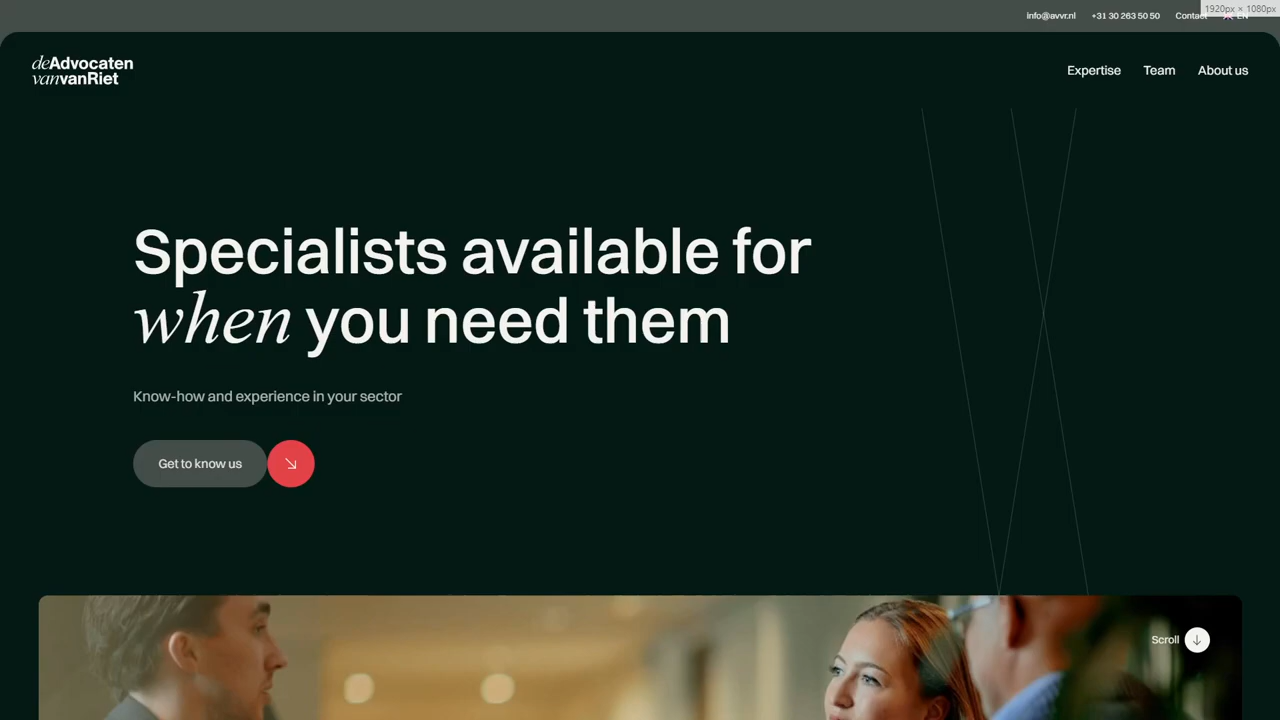 info@avvr.nl +31 30 263 50 50 Contact EN
1920px × 1080px
deAdvocaten
vanvanRiet
Expertise Team About us
Specialists available for
when you need them
Know-how and experience in your sector
Get to know us
Scroll